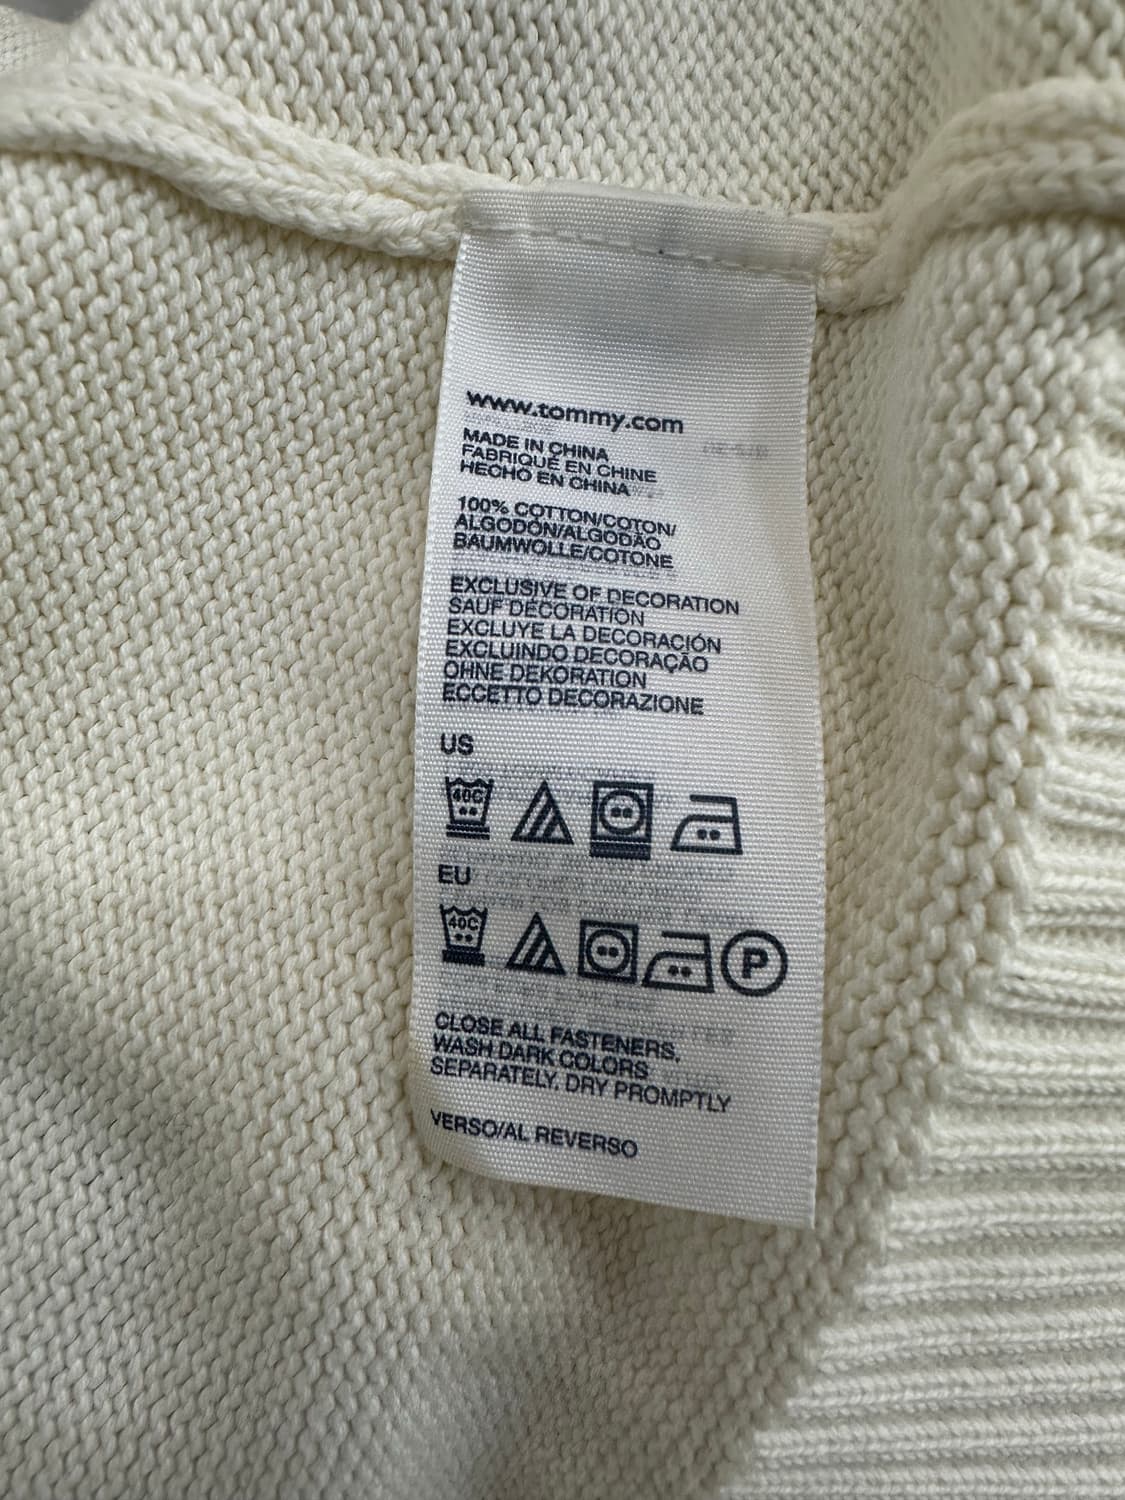 www.tommy.com
MADE IN CHINA
FABRIQUÉ EN CHINE
HECHO EN CHINA
100% COTTON/COTON/
ALGODÓN/ALGODÃO
BAUMWOLLE/COTONE
EXCLUSIVE OF DECORATION
SAUF DÉCORATION
EXCLUYE LA DECORACIÓN
EXCLUINDO DECORAÇÃO
OHNE DEKORATION
ECCETTO DECORAZIONE
US
40C
EU
40C
P
CLOSE ALL FASTENERS,
WASH DARK COLORS
SEPARATELY. DRY PROMPTLY
VERSO/AL REVERSO